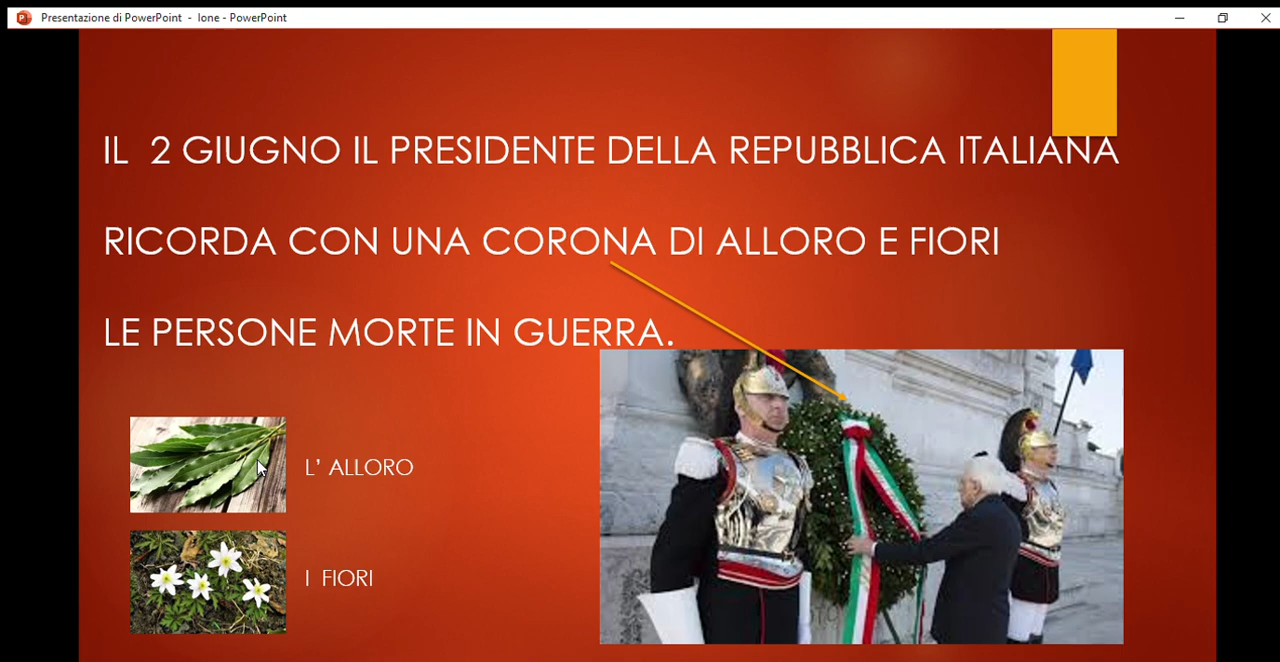 Presentazione di PowerPoint - Ione - PowerPoint
IL 2 GIUGNO IL PRESIDENTE DELLA REPUBBLICA ITALIANA
RICORDA CON UNA CORONA DI ALLORO E FIORI
LE PERSONE MORTE IN GUERRA.
L' ALLORO
I FIORI